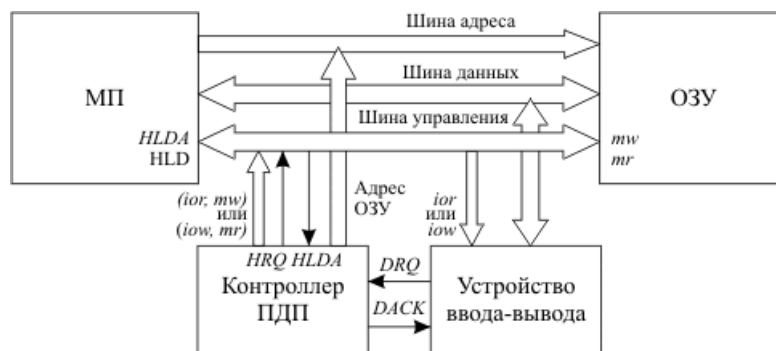 Шина адреса
Шина данных
МП
ОЗУ
Шина управления
HLDA
HLD
mw
mr
(ior, mw)
или
(iow, mr)
Адрес
ОЗУ
ior
или
iow
HRQ HLDA
DRQ
Контроллер
ПДП
DACK
Устройство
ввода-вывода